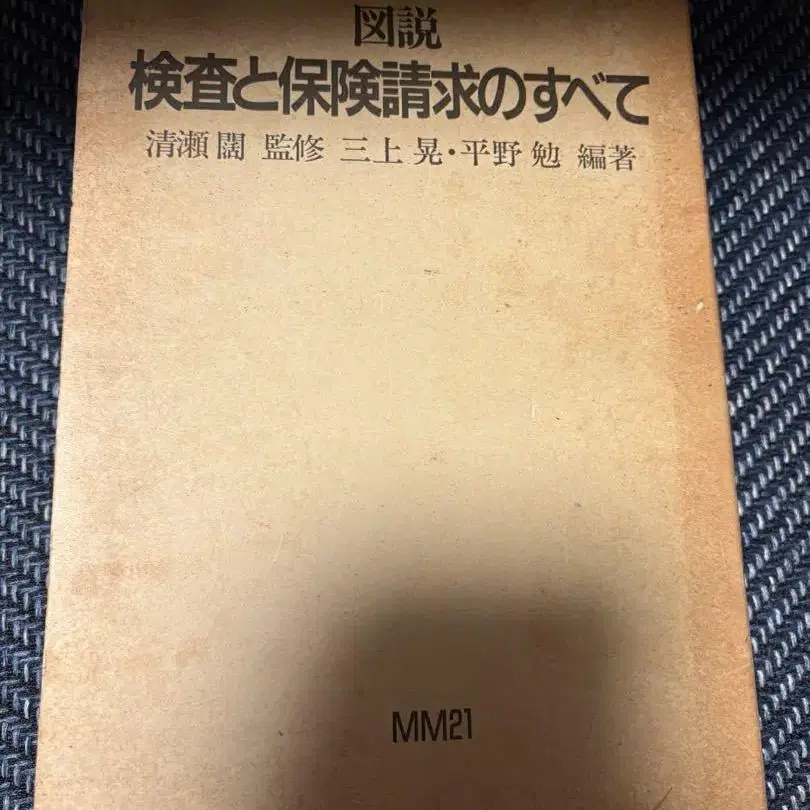 図説
検査と保険請求のすべて
清瀬 闊 監修 三上 晃・平野 勉 編著
MM21